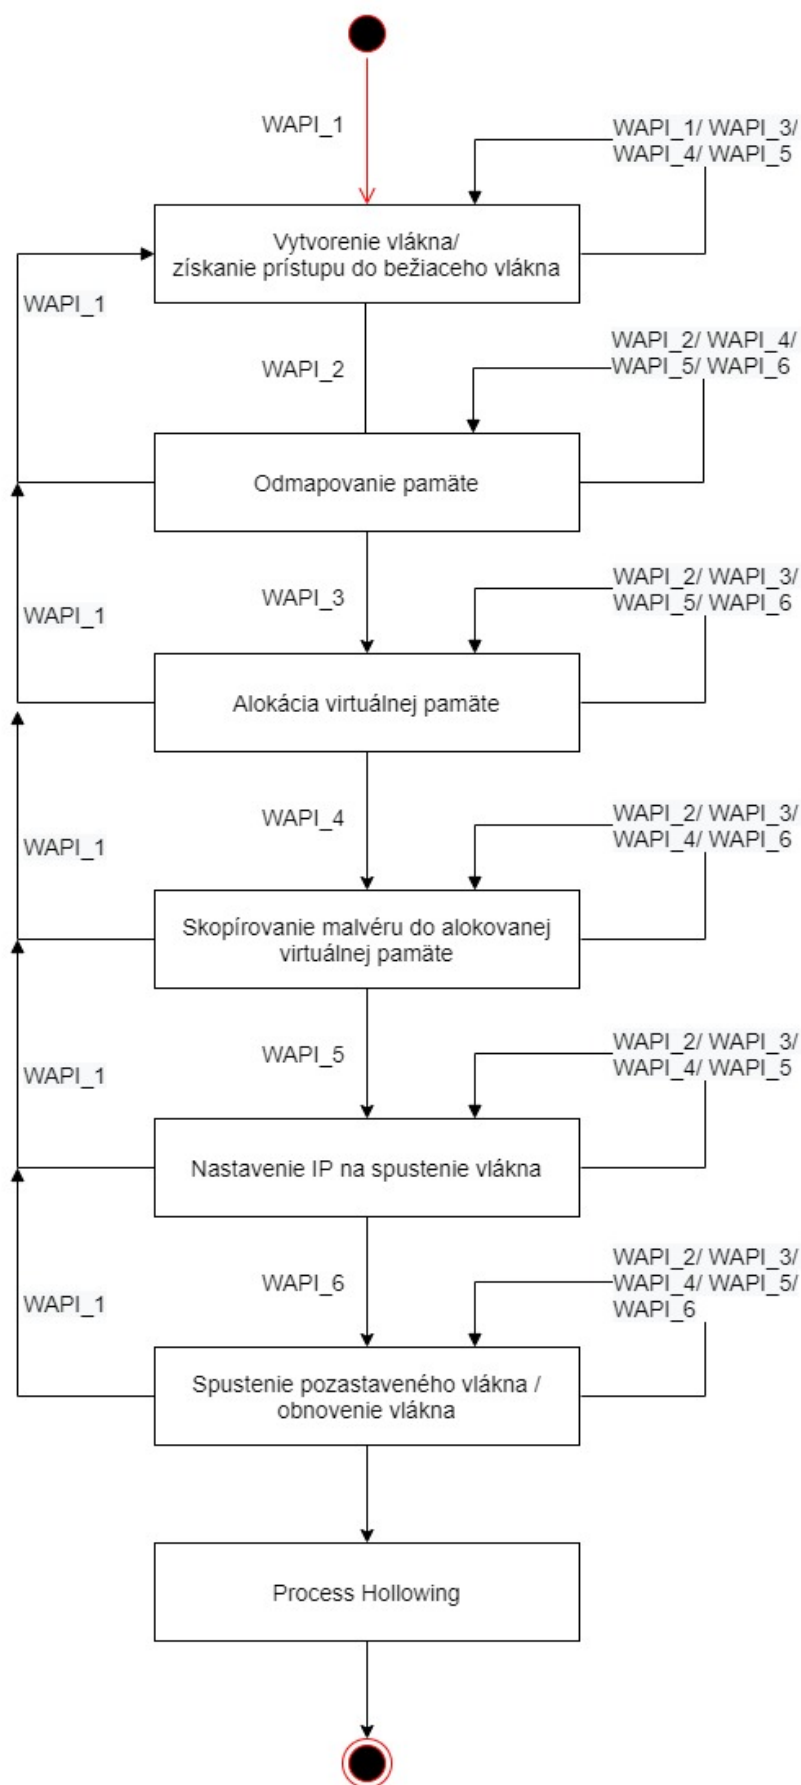 WAPI_1
WAPI_1/ WAPI_3/
WAPI_4/ WAPI_5
Vytvorenie vlákna/
získanie prístupu do bežiaceho vlákna
WAPI_1
WAPI_2
WAPI_2/ WAPI_4/
WAPI_5/ WAPI_6
Odmapovanie pamäte
WAPI_3
WAPI_1
WAPI_2/ WAPI_3/
WAPI_5/ WAPI_6
Alokácia virtuálnej pamäte
WAPI_4
WAPI_1
WAPI_2/ WAPI_3/
WAPI_4/ WAPI_6
Skopírovanie malvéru do alokovanej
virtuálnej pamäte
WAPI_5
WAPI_1
WAPI_2/ WAPI_3/
WAPI_4/ WAPI_5
Nastavenie IP na spustenie vlákna
WAPI_6
WAPI_1
WAPI_2/ WAPI_3/
WAPI_4/ WAPI_5/
WAPI_6
Spustenie pozastaveného vlákna /
obnovenie vlákna
Process Hollowing